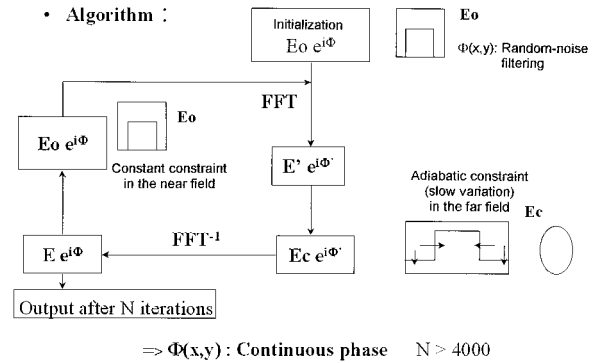 • Algorithm :
Initialization
Eo e^iΦ
Eo
Φ(x,y): Random-noise
filtering
FFT
Eo
Eo e^iΦ
Constant constraint
in the near field
E' e^iΦ'
Adiabatic constraint
(slow variation)
in the far field
Ec
E e^iΦ
FFT^-1
Ec e^iΦ'
Output after N iterations
=> Φ(x,y) : Continuous phase N > 4000